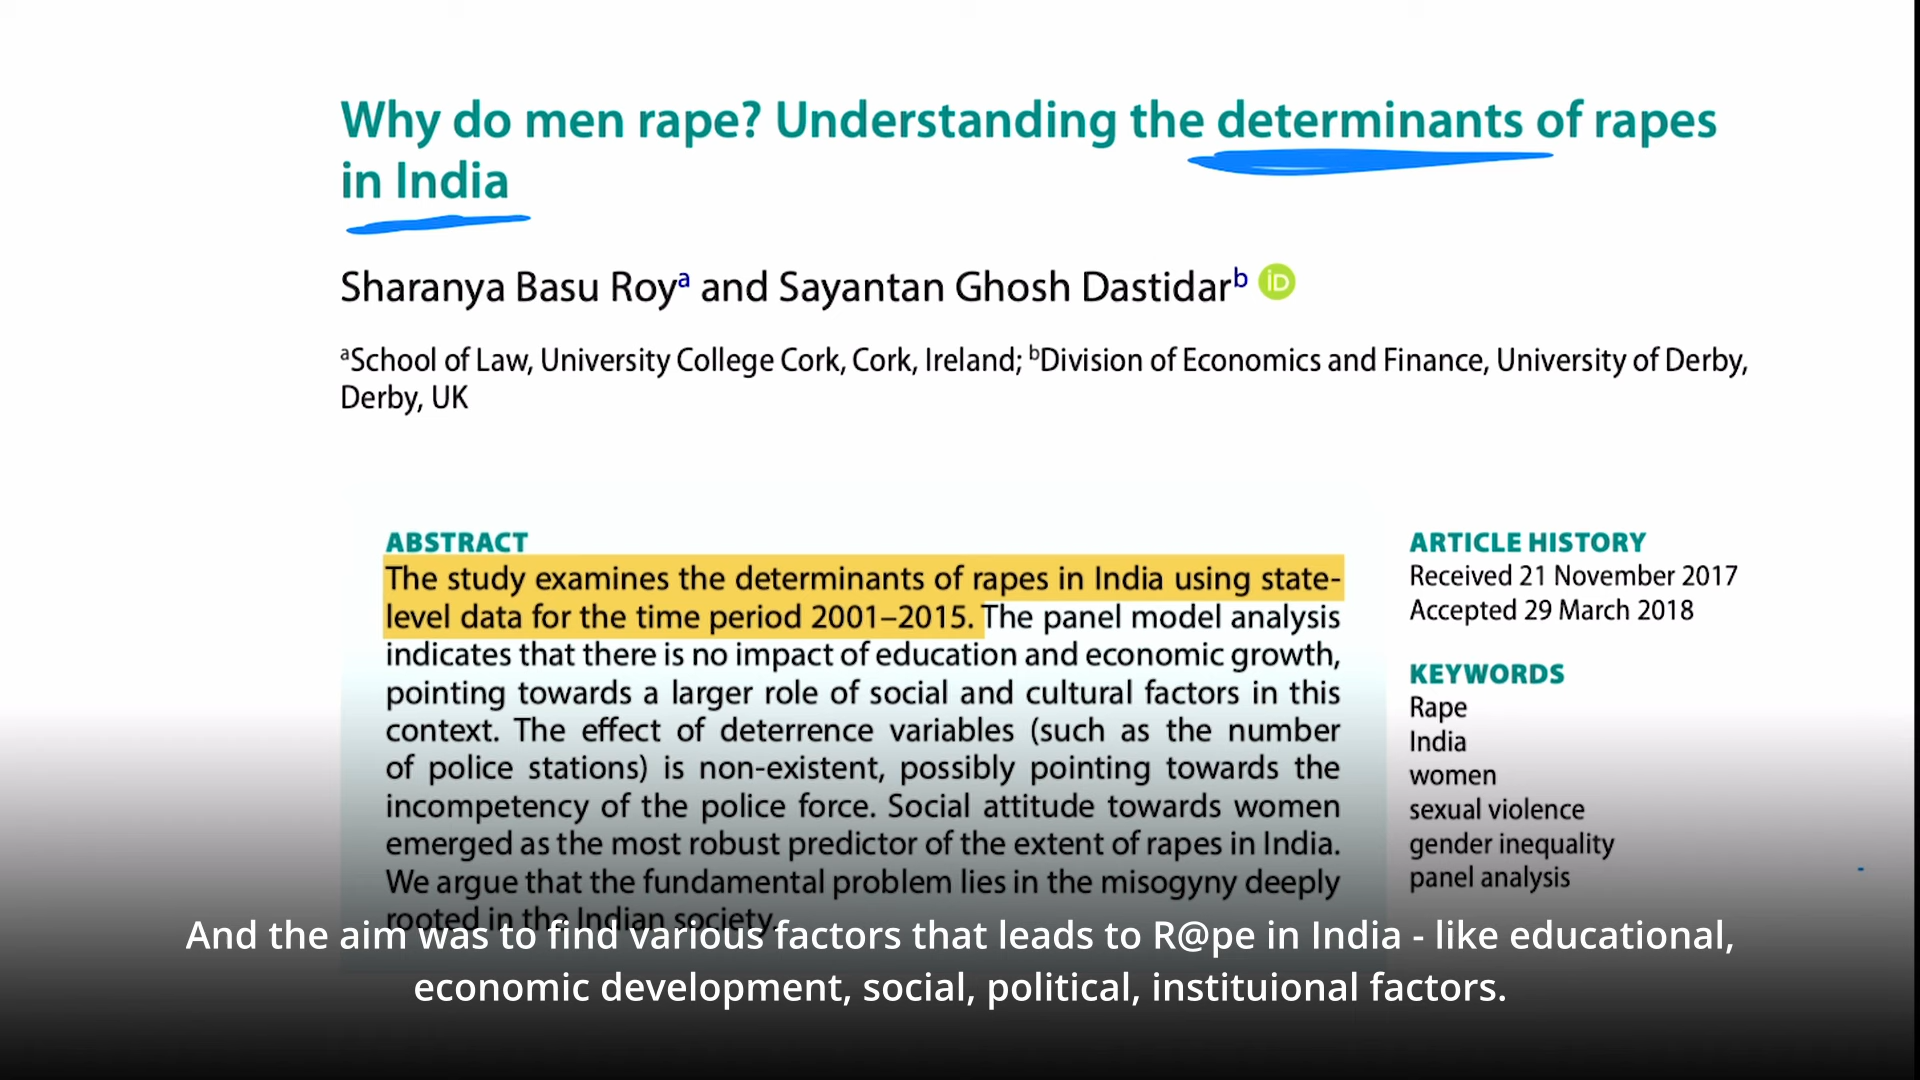 Why do men rape? Understanding the determinants of rapes
in India
Sharanya Basu Royᵃ and Sayantan Ghosh Dastidarᵇ iD
ᵃSchool of Law, University College Cork, Cork, Ireland; ᵇDivision of Economics and Finance, University of Derby,
Derby, UK
ABSTRACT
The study examines the determinants of rapes in India using state-
level data for the time period 2001–2015. The panel model analysis
indicates that there is no impact of education and economic growth,
pointing towards a larger role of social and cultural factors in this
context. The effect of deterrence variables (such as the number
of police stations) is non-existent, possibly pointing towards the
incompetency of the police force. Social attitude towards women
emerged as the most robust predictor of the extent of rapes in India.
We argue that the fundamental problem lies in the misogyny deeply
rooted in the Indian society.
ARTICLE HISTORY
Received 21 November 2017
Accepted 29 March 2018
KEYWORDS
Rape
India
women
sexual violence
gender inequality
panel analysis
And the aim was to find various factors that leads to R@pe in India - like educational,
economic development, social, political, instituional factors.